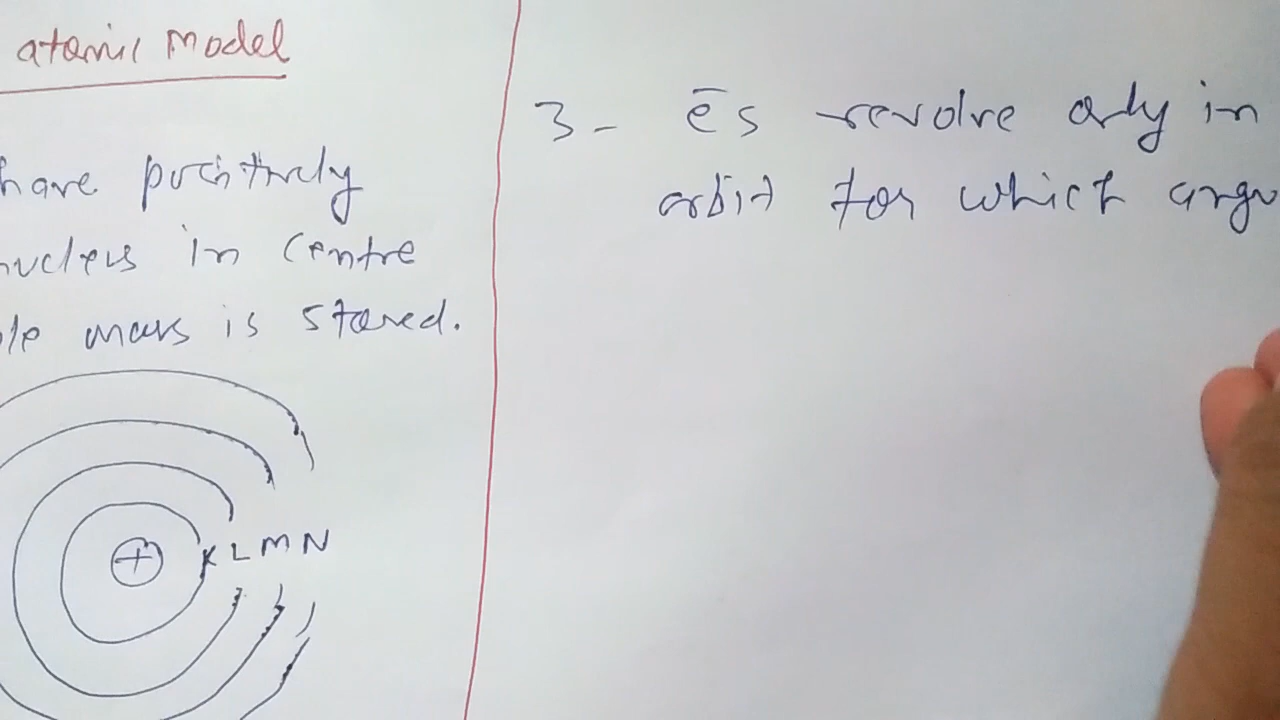 atomic Model
have positively
nucleus in centre
ole mass is stored.
K L M N
+
3- ēs revolve only in
orbit for which angu